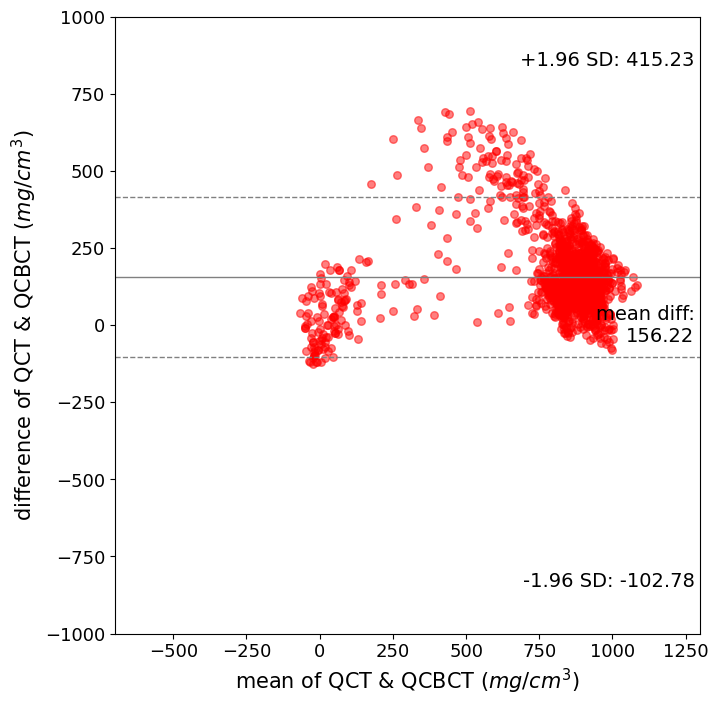 1000
750
500
250
0
−250
−500
−750
−1000
difference of QCT & QCBCT (mg/cm³)
+1.96 SD: 415.23
mean diff:
156.22
-1.96 SD: -102.78
−500 −250 0 250 500 750 1000 1250
mean of QCT & QCBCT (mg/cm³)